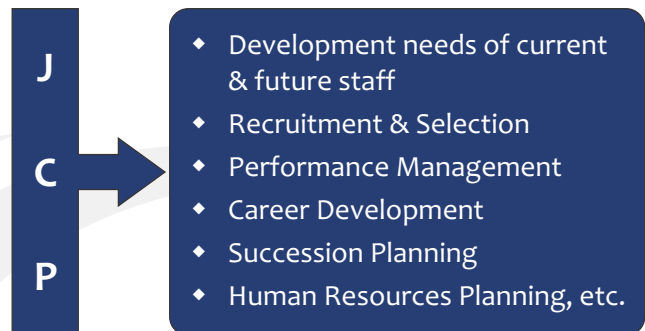 J
C
P
◆ Development needs of current
& future staff
◆ Recruitment & Selection
◆ Performance Management
◆ Career Development
◆ Succession Planning
◆ Human Resources Planning, etc.